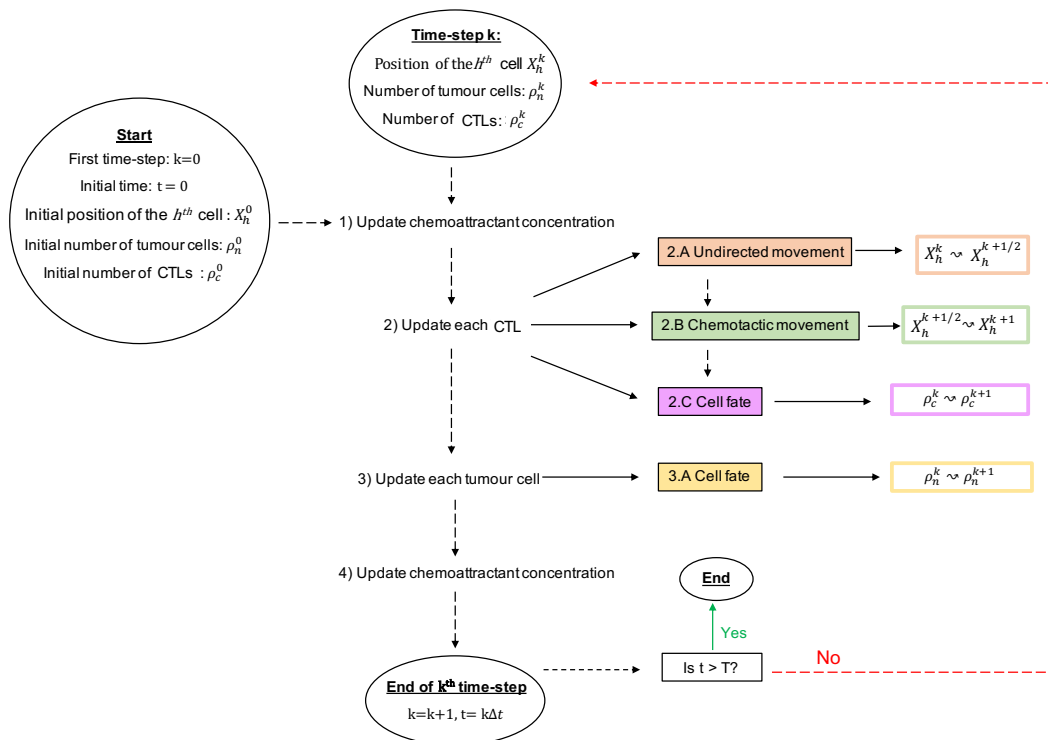 Start
First time-step: k=0
Initial time: t = 0
Initial position of the hᵗʰ cell : X_h^0
Initial number of tumour cells: ρ_n^0
Initial number of CTLs : ρ_c^0
Time-step k:
Position of the hᵗʰ cell X_h^k
Number of tumour cells: ρ_n^k
Number of CTLs: ρ_c^k
1) Update chemoattractant concentration
2) Update each CTL
2.A Undirected movement
X_h^k ⤳ X_h^{k+1/2}
2.B Chemotactic movement
X_h^{k+1/2} ⤳ X_h^{k+1}
2.C Cell fate
ρ_c^k ⤳ ρ_c^{k+1}
3) Update each tumour cell
3.A Cell fate
ρ_n^k ⤳ ρ_n^{k+1}
4) Update chemoattractant concentration
End of kᵗʰ time-step
k=k+1, t= kΔt
Is t > T?
Yes
End
No